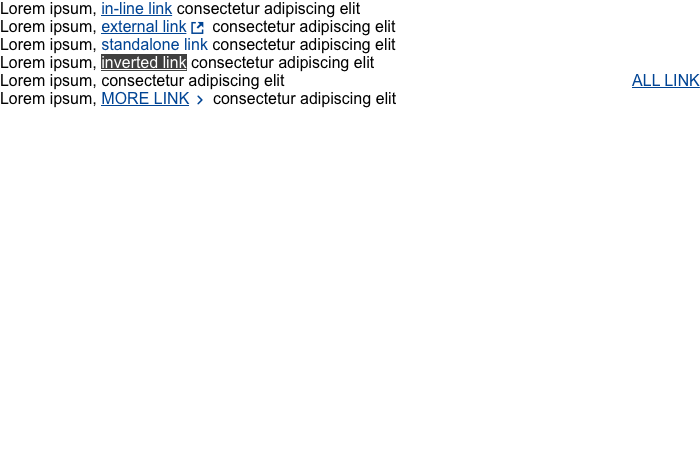 Lorem ipsum, in-line link consectetur adipiscing elit
Lorem ipsum, external link consectetur adipiscing elit
Lorem ipsum, standalone link consectetur adipiscing elit
Lorem ipsum, inverted link consectetur adipiscing elit
Lorem ipsum, consectetur adipiscing elit ALL LINK
Lorem ipsum, MORE LINK consectetur adipiscing elit